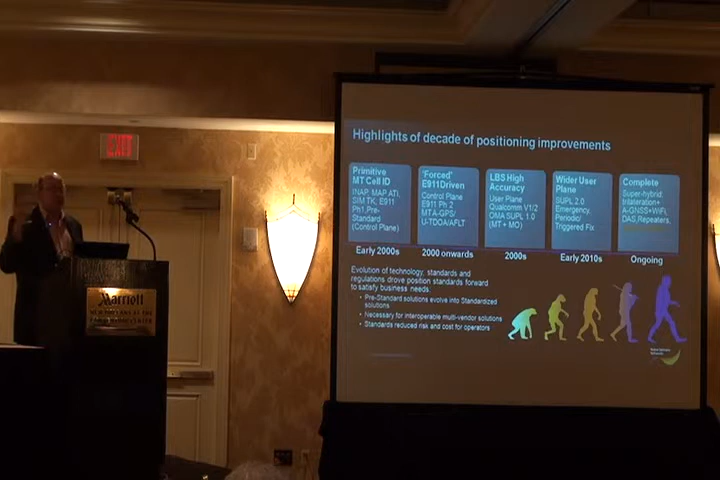 EXIT
Highlights of decade of positioning improvements
Primitive
MT Cell ID
INAP, MAP ATI,
SIM TK, E911
Ph1,Pre-
Standard
(Control Plane)
Early 2000s
'Forced'
E911Driven
Control Plane
E911 Ph 2
MTA-GPS/
U-TDOA/AFLT
2000 onwards
LBS High
Accuracy
User Plane
Qualcomm V1/2
OMA SUPL 1.0
(MT + MO)
2000s
Wider User
Plane
SUPL 2.0
Emergency,
Periodic/
Triggered Fix
Early 2010s
Complete
Super-hybrid:
trilateration+
A-GNSS+WiFi,
DAS,Repeaters,
Ongoing
Evolution of technology, standards and
regulations drove position standards forward
to satisfy business needs:
• Pre-Standard solutions evolve into Standardized
solutions
• Necessary for interoperable multi-vendor solutions
• Standards reduced risk and cost for operators
Marriott